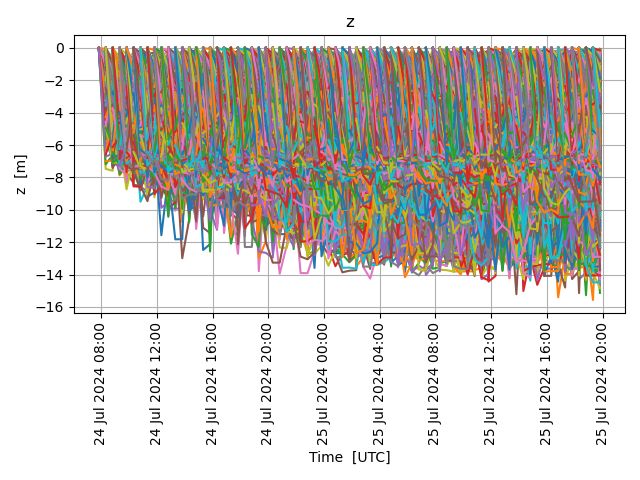 z
0
−2
−4
−6
−8
−10
−12
−14
−16
z [m]
24 Jul 2024 08:00
24 Jul 2024 12:00
24 Jul 2024 16:00
24 Jul 2024 20:00
25 Jul 2024 00:00
25 Jul 2024 04:00
25 Jul 2024 08:00
25 Jul 2024 12:00
25 Jul 2024 16:00
25 Jul 2024 20:00
Time [UTC]